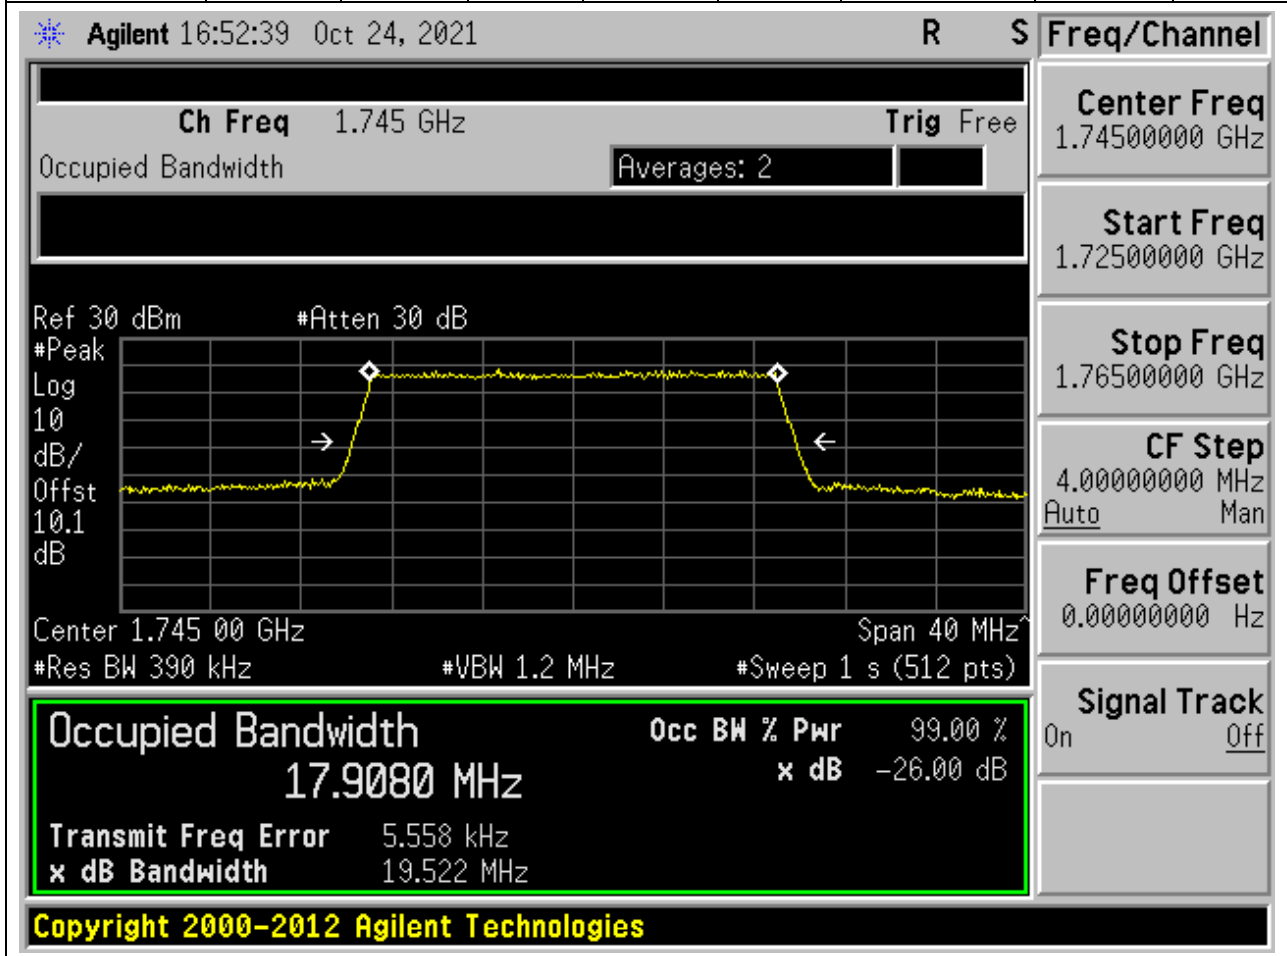 Agilent 16:52:39 Oct 24, 2021 R S
Freq/Channel
Ch Freq 1.745 GHz Trig Free
Occupied Bandwidth Averages: 2
Center Freq
1.74500000 GHz
Start Freq
1.72500000 GHz
Stop Freq
1.76500000 GHz
CF Step
4.00000000 MHz
Auto Man
Freq Offset
0.00000000 Hz
Signal Track
On Off
Ref 30 dBm #Atten 30 dB
#Peak
Log
10
dB/
Offst
10.1
dB
Center 1.745 00 GHz Span 40 MHz^
#Res BW 390 kHz #VBW 1.2 MHz #Sweep 1 s (512 pts)
Occupied Bandwidth Occ BW % Pwr 99.00 %
17.9080 MHz x dB -26.00 dB
Transmit Freq Error 5.558 kHz
x dB Bandwidth 19.522 MHz
Copyright 2000-2012 Agilent Technologies